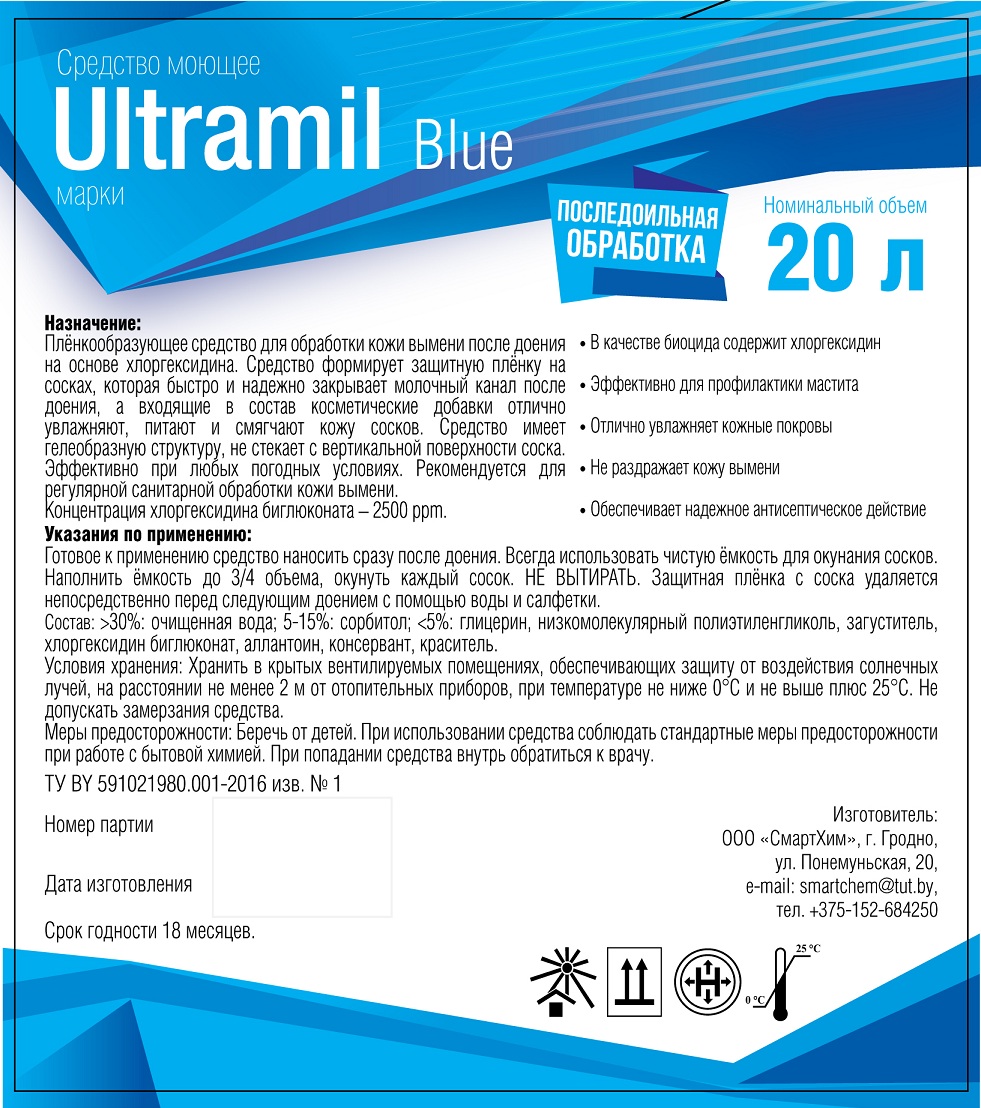 Средство моющее
Ultramil Blue
марки
ПОСЛЕДОИЛЬНАЯ
ОБРАБОТКА
Номинальный объем
20 л
Назначение:
Плёнкообразующее средство для обработки кожи вымени после доения
на основе хлоргексидина. Средство формирует защитную плёнку на
сосках, которая быстро и надежно закрывает молочный канал после
доения, а входящие в состав косметические добавки отлично
увлажняют, питают и смягчают кожу сосков. Средство имеет
гелеобразную структуру, не стекает с вертикальной поверхности соска.
Эффективно при любых погодных условиях. Рекомендуется для
регулярной санитарной обработки кожи вымени.
Концентрация хлоргексидина биглюконата – 2500 ppm.
• В качестве биоцида содержит хлоргексидин
• Эффективно для профилактики мастита
• Отлично увлажняет кожные покровы
• Не раздражает кожу вымени
• Обеспечивает надежное антисептическое действие
Указания по применению:
Готовое к применению средство наносить сразу после доения. Всегда использовать чистую ёмкость для окунания сосков.
Наполнить ёмкость до 3/4 объема, окунуть каждый сосок. НЕ ВЫТИРАТЬ. Защитная плёнка с соска удаляется
непосредственно перед следующим доением с помощью воды и салфетки.
Состав: >30%: очищенная вода; 5-15%: сорбитол; <5%: глицерин, низкомолекулярный полиэтиленгликоль, загуститель,
хлоргексидин биглюконат, аллантоин, консервант, краситель.
Условия хранения: Хранить в крытых вентилируемых помещениях, обеспечивающих защиту от воздействия солнечных
лучей, на расстоянии не менее 2 м от отопительных приборов, при температуре не ниже 0°С и не выше плюс 25°С. Не
допускать замерзания средства.
Меры предосторожности: Беречь от детей. При использовании средства соблюдать стандартные меры предосторожности
при работе с бытовой химией. При попадании средства внутрь обратиться к врачу.
ТУ BY 591021980.001-2016 изв. № 1
Номер партии
Дата изготовления
Срок годности 18 месяцев.
Изготовитель:
ООО «СмартХим», г. Гродно,
ул. Понемуньская, 20,
e-mail: smartchem@tut.by,
тел. +375-152-684250
Н
25 °C
0 °C